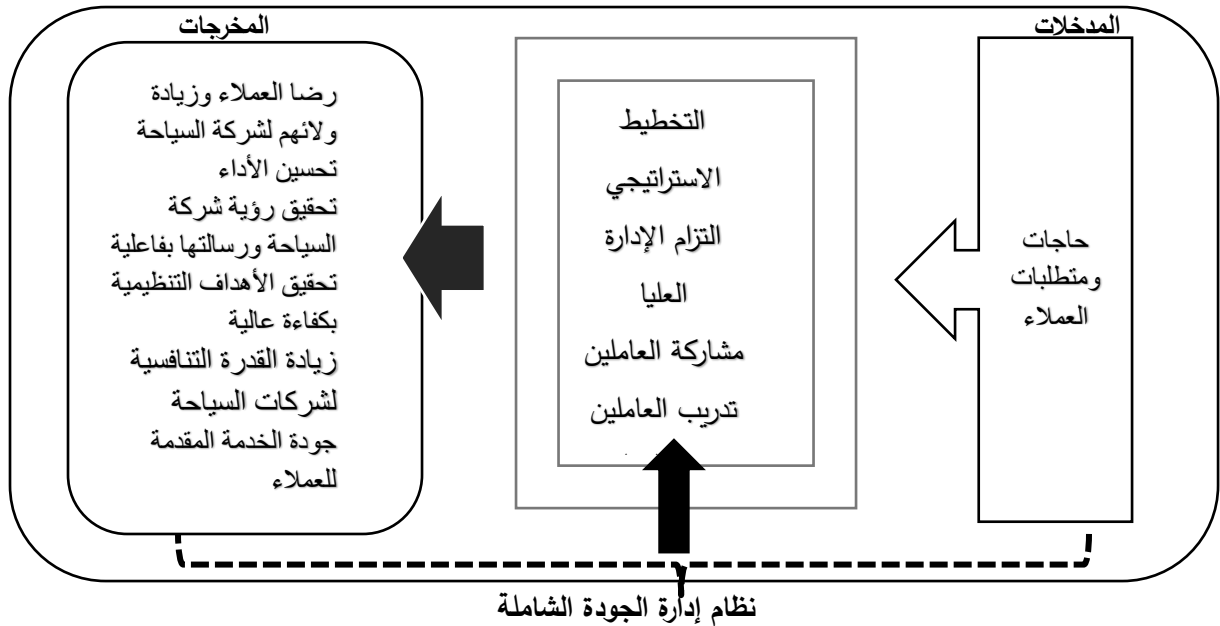 المدخلات
حاجات
ومتطلبات
العملاء
التخطيط
الاستراتيجي
التزام الإدارة
العليا
مشاركة العاملين
تدريب العاملين
المخرجات
رضا العملاء وزيادة
ولائهم لشركة السياحة
تحسين الأداء
تحقيق رؤية شركة
السياحة ورسالتها بفاعلية
تحقيق الأهداف التنظيمية
بكفاءة عالية
زيادة القدرة التنافسية
لشركات السياحة
جودة الخدمة المقدمة
للعملاء
نظام إدارة الجودة الشاملة